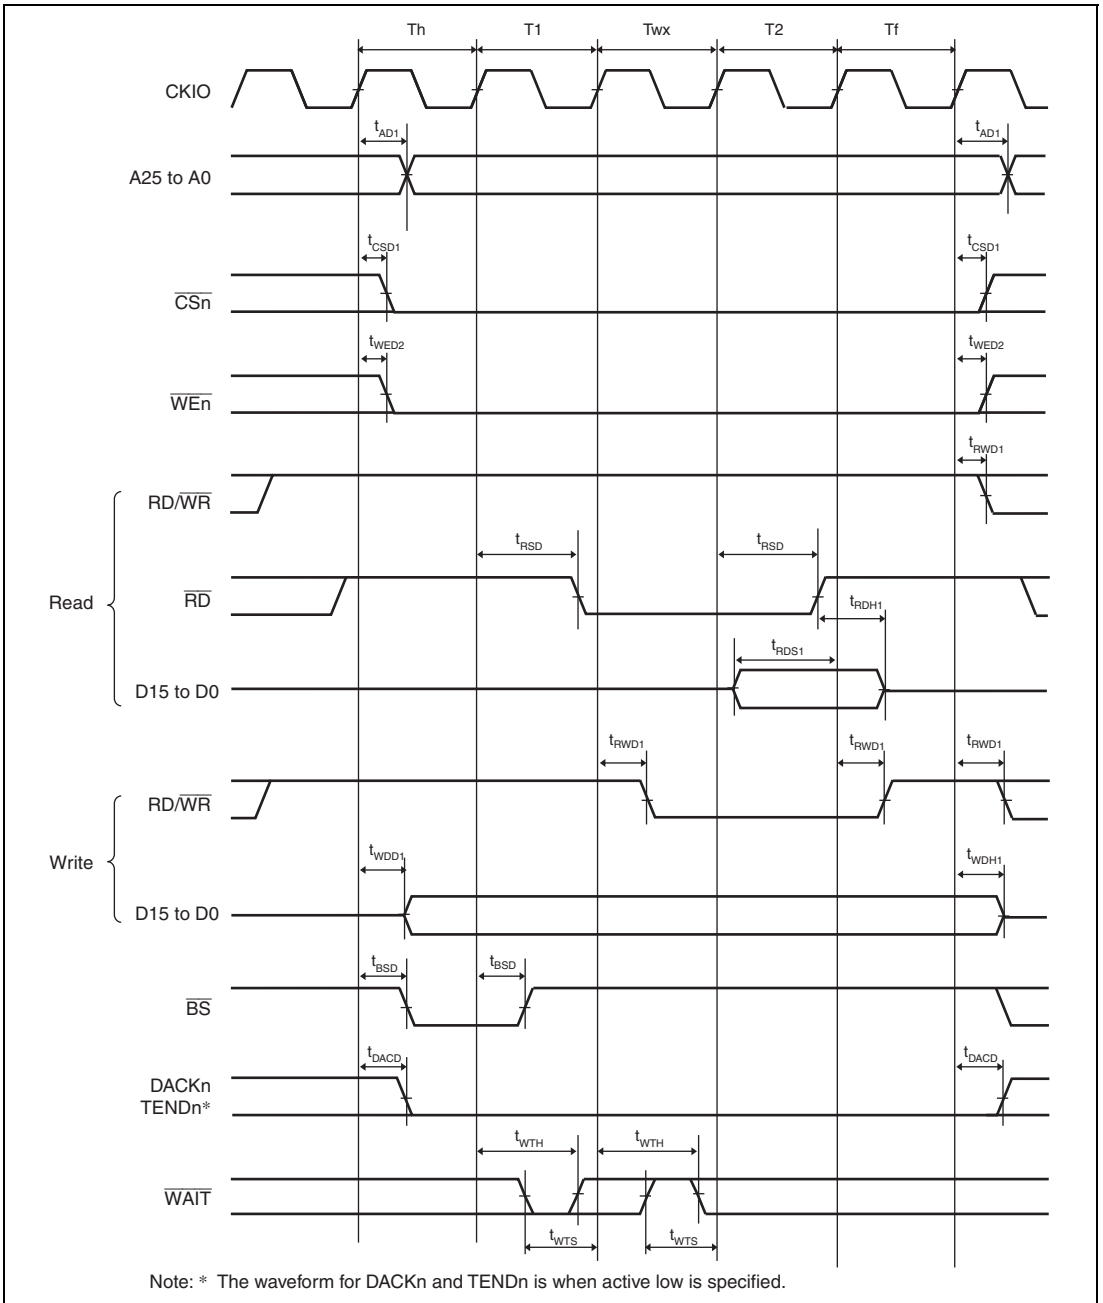 Th T1 Twx T2 Tf
CKIO
tAD1 tAD1
A25 to A0
tCSD1 tCSD1
CSn
tWED2 tWED2
WEn
tRWD1
RD/WR
tRSD tRSD
Read
RD
tRDH1
tRDS1
D15 to D0
tRWD1 tRWD1 tRWD1
RD/WR
Write
tWDD1 tWDH1
D15 to D0
tBSD tBSD
BS
tDACD tDACD
DACKn
TENDn*
tWTH tWTH
WAIT
tWTS tWTS
Note: * The waveform for DACKn and TENDn is when active low is specified.